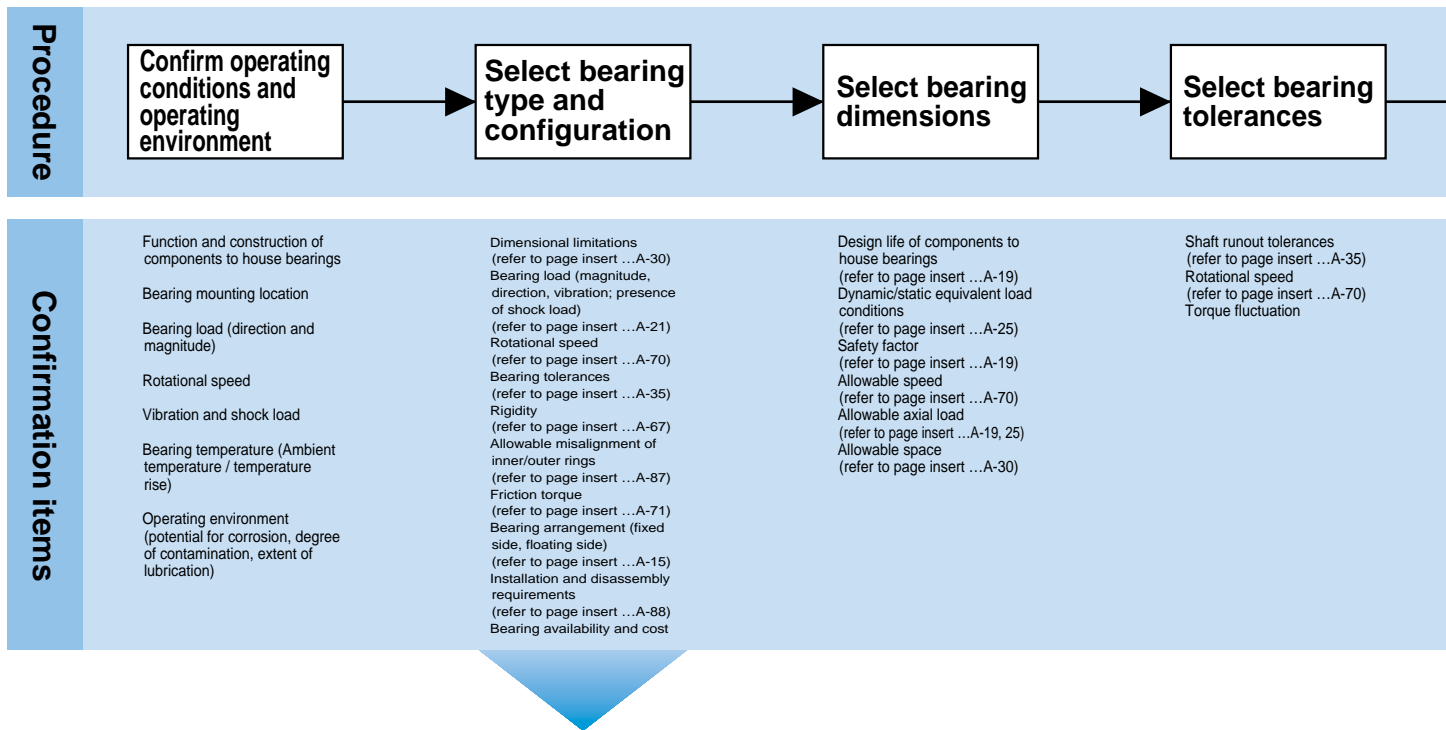 Procedure
Confirm operating
conditions and
operating
environment
Select bearing
type and
configuration
Select bearing
dimensions
Select bearing
tolerances
Confirmation items
Function and construction of
components to house bearings
Bearing mounting location
Bearing load (direction and
magnitude)
Rotational speed
Vibration and shock load
Bearing temperature (Ambient
temperature / temperature
rise)
Operating environment
(potential for corrosion, degree
of contamination, extent of
lubrication)
Dimensional limitations
(refer to page insert …A-30)
Bearing load (magnitude,
direction, vibration; presence
of shock load)
(refer to page insert …A-21)
Rotational speed
(refer to page insert …A-70)
Bearing tolerances
(refer to page insert …A-35)
Rigidity
(refer to page insert …A-67)
Allowable misalignment of
inner/outer rings
(refer to page insert …A-87)
Friction torque
(refer to page insert …A-71)
Bearing arrangement (fixed
side, floating side)
(refer to page insert …A-15)
Installation and disassembly
requirements
(refer to page insert …A-88)
Bearing availability and cost
Design life of components to
house bearings
(refer to page insert …A-19)
Dynamic/static equivalent load
conditions
(refer to page insert …A-25)
Safety factor
(refer to page insert …A-19)
Allowable speed
(refer to page insert …A-70)
Allowable axial load
(refer to page insert …A-19, 25)
Allowable space
(refer to page insert …A-30)
Shaft runout tolerances
(refer to page insert …A-35)
Rotational speed
(refer to page insert …A-70)
Torque fluctuation